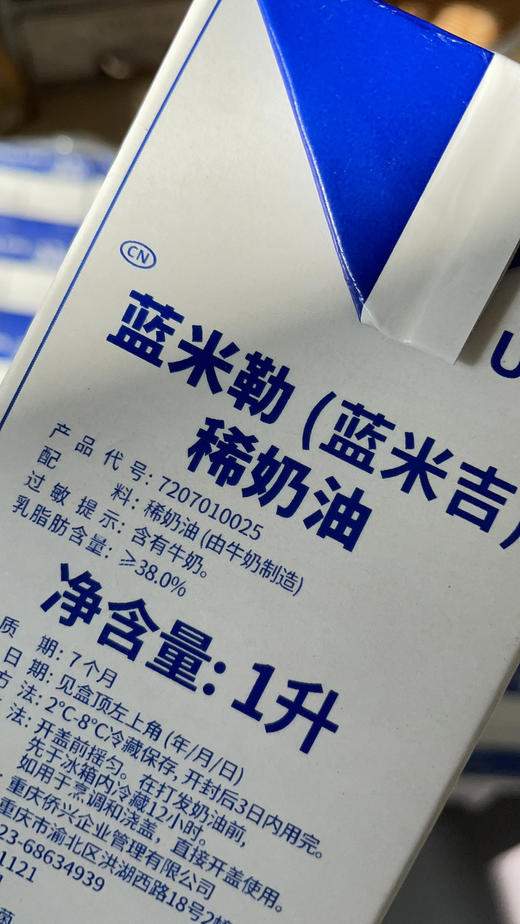 CN
蓝米勒 (蓝米吉)
稀奶油
产品代号: 7207010025
配料: 稀奶油 (由牛奶制造)
过敏提示: 含有牛奶。
乳脂肪含量: ≥38.0%
净含量: 1升
质期: 7个月
日期: 见盒顶左上角 (年/月/日)
方法: 2°C-8°C冷藏保存, 开封后3日内用完。
法: 开盖前摇匀。在打发奶油前,
先于冰箱内冷藏12小时。
如用于烹调和浇盖, 直接开盖使用。
: 重庆侨兴企业管理有限公司
重庆市渝北区洪湖西路18号2幢
23-68634939
1121
菌
U